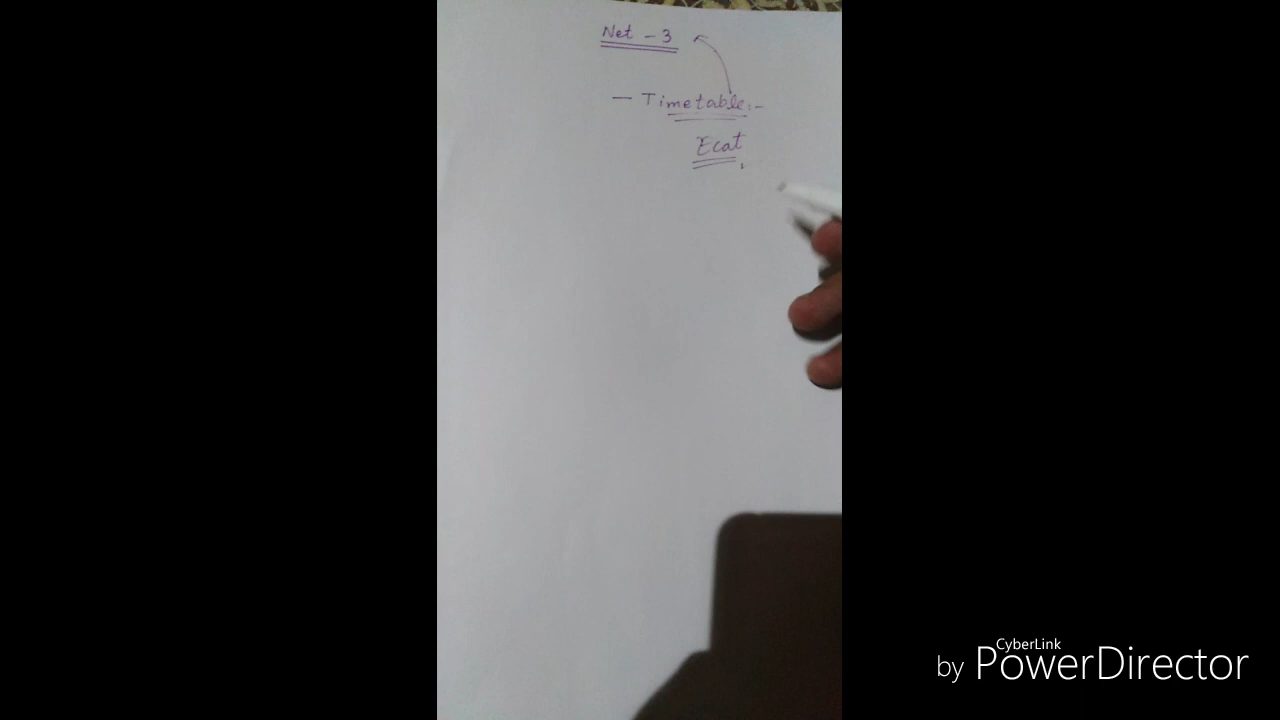 Net - 3
- Timetable:-
Ecat
CyberLink
by PowerDirector